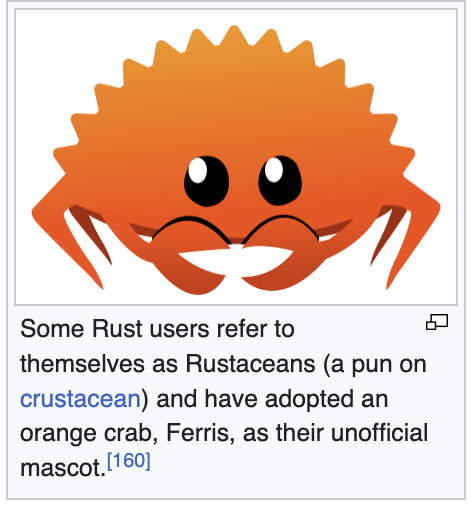 Some Rust users refer to
themselves as Rustaceans (a pun on
crustacean) and have adopted an
orange crab, Ferris, as their unofficial
mascot.[160]